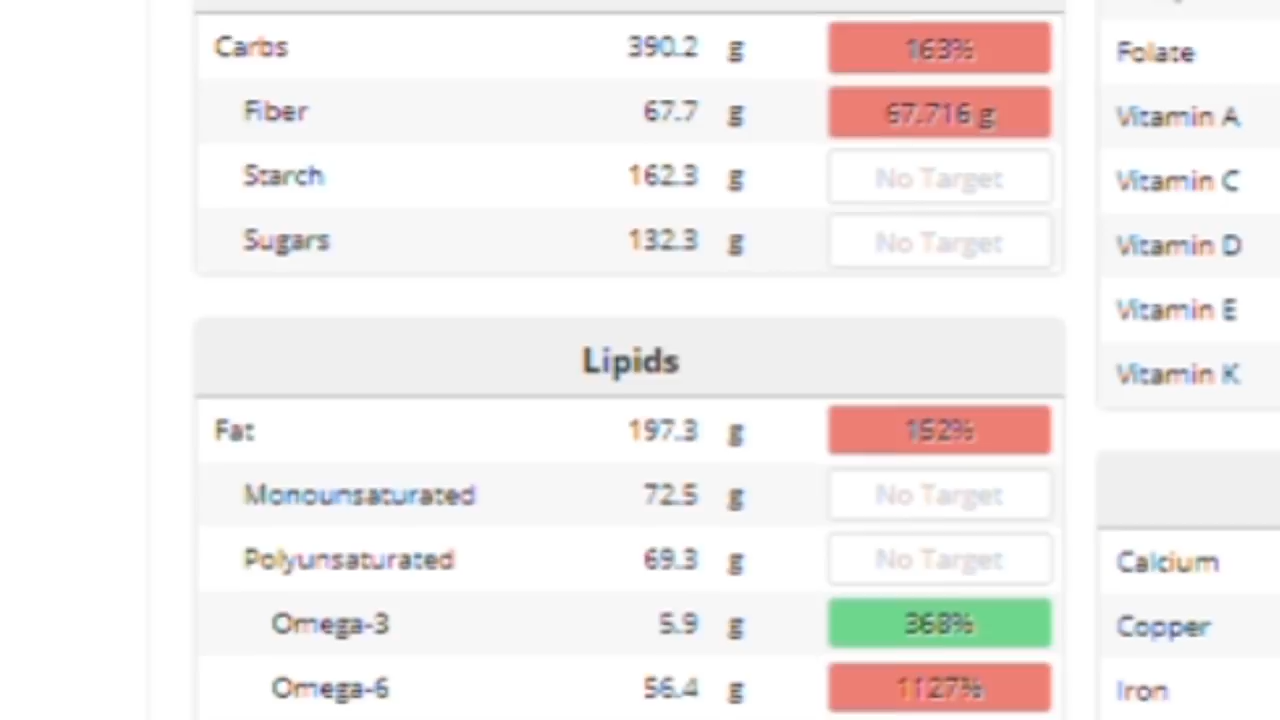 Carbs 390.2 g 163%
Fiber 67.7 g 67.716 g
Starch 162.3 g No Target
Sugars 132.3 g No Target
Lipids
Fat 197.3 g 152%
Monounsaturated 72.5 g No Target
Polyunsaturated 69.3 g No Target
Omega-3 5.9 g 368%
Omega-6 56.4 g 1127%
Folate
Vitamin A
Vitamin C
Vitamin D
Vitamin E
Vitamin K
Calcium
Copper
Iron